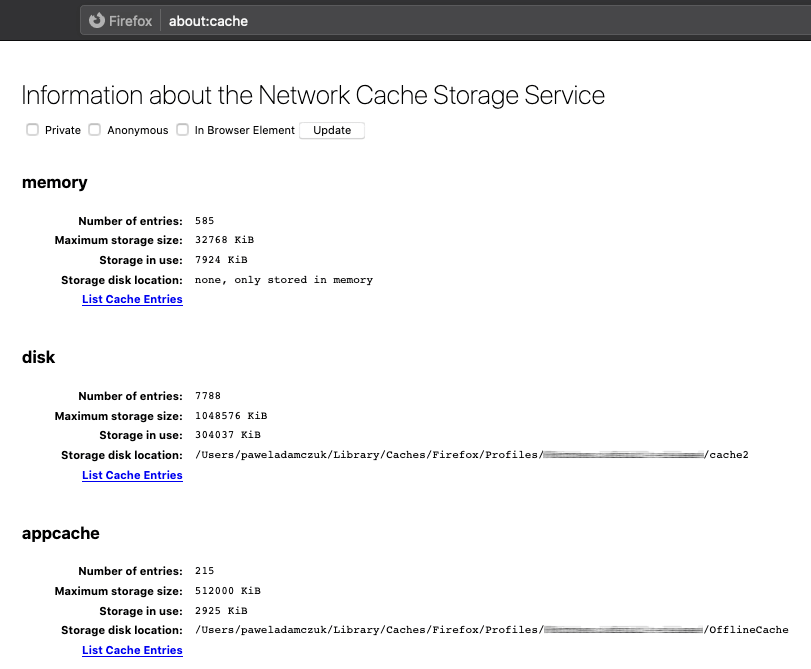 Firefox about:cache
Information about the Network Cache Storage Service
Private Anonymous In Browser Element Update
memory
Number of entries: 585
Maximum storage size: 32768 KiB
Storage in use: 7924 KiB
Storage disk location: none, only stored in memory
List Cache Entries
disk
Number of entries: 7788
Maximum storage size: 1048576 KiB
Storage in use: 304037 KiB
Storage disk location: /Users/paweladamczuk/Library/Caches/Firefox/Profiles/ /cache2
List Cache Entries
appcache
Number of entries: 215
Maximum storage size: 512000 KiB
Storage in use: 2925 KiB
Storage disk location: /Users/paweladamczuk/Library/Caches/Firefox/Profiles/ /OfflineCache
List Cache Entries